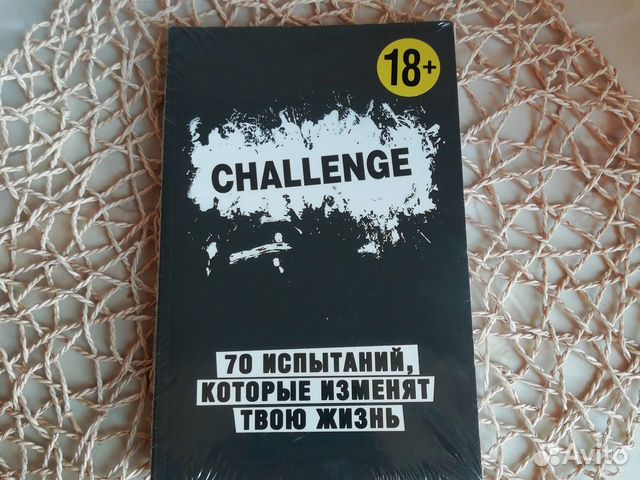 18+
CHALLENGE
70 ИСПЫТАНИЙ,
КОТОРЫЕ ИЗМЕНЯТ
ТВОЮ ЖИЗНЬ
Avito